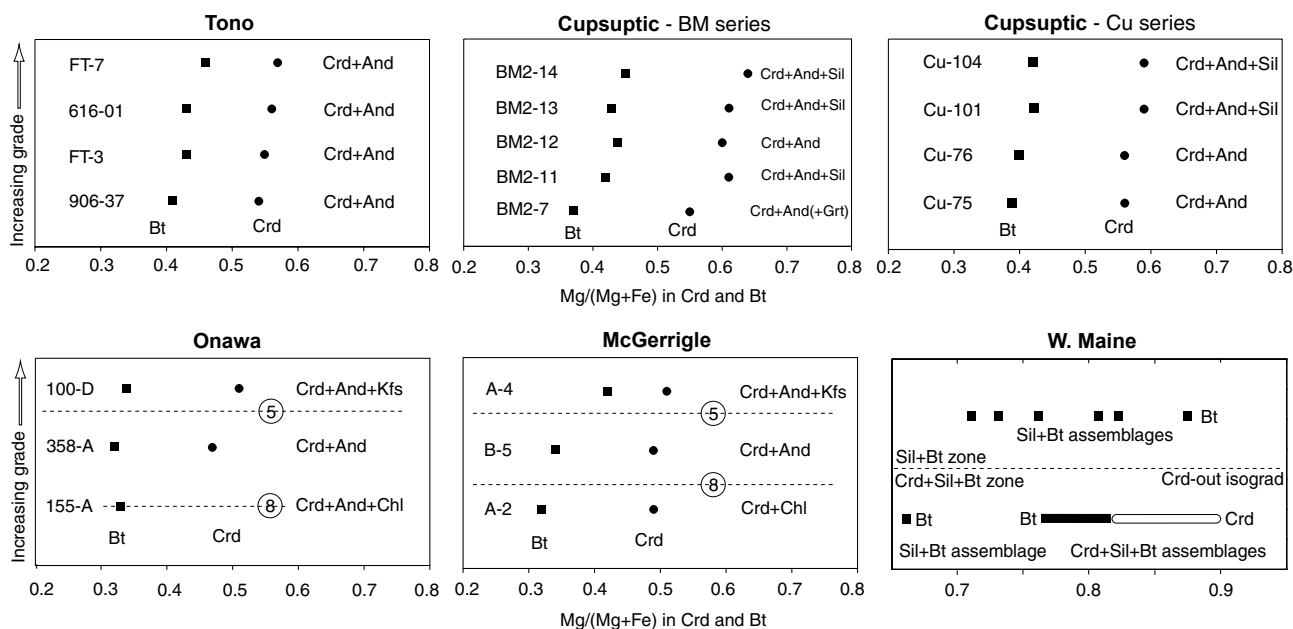 Tono
Increasing grade
FT-7 Crd+And
616-01 Crd+And
FT-3 Crd+And
906-37 Crd+And
Bt Crd
0.2 0.3 0.4 0.5 0.6 0.7 0.8
Cupsuptic - BM series
BM2-14 Crd+And+Sil
BM2-13 Crd+And+Sil
BM2-12 Crd+And
BM2-11 Crd+And+Sil
BM2-7 Crd+And(+Grt)
Bt Crd
0.2 0.3 0.4 0.5 0.6 0.7 0.8
Mg/(Mg+Fe) in Crd and Bt
Cupsuptic - Cu series
Cu-104 Crd+And+Sil
Cu-101 Crd+And+Sil
Cu-76 Crd+And
Cu-75 Crd+And
Bt Crd
0.2 0.3 0.4 0.5 0.6 0.7 0.8
Onawa
Increasing grade
100-D Crd+And+Kfs
5
358-A Crd+And
155-A 8 Crd+And+Chl
Bt Crd
0.2 0.3 0.4 0.5 0.6 0.7 0.8
McGerrigle
A-4 Crd+And+Kfs
5
B-5 Crd+And
8
A-2 Crd+Chl
Bt Crd
0.2 0.3 0.4 0.5 0.6 0.7 0.8
Mg/(Mg+Fe) in Crd and Bt
W. Maine
Bt
Sil+Bt assemblages
Sil+Bt zone
Crd+Sil+Bt zone Crd-out isograd
Bt Bt Crd
Sil+Bt assemblage Crd+Sil+Bt assemblages
0.7 0.8 0.9